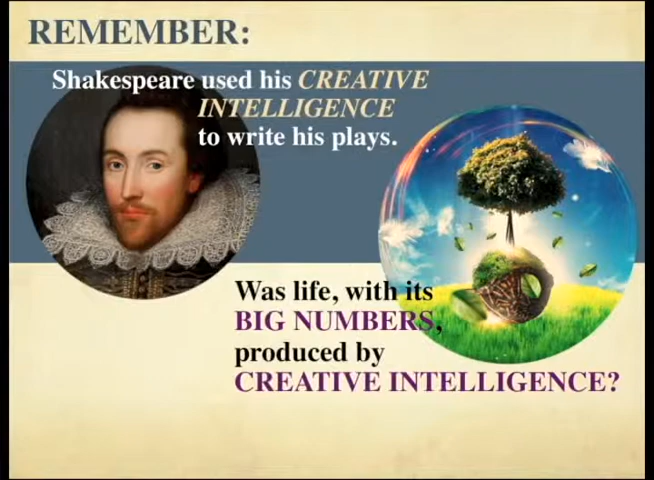 REMEMBER:
Shakespeare used his CREATIVE
INTELLIGENCE
to write his plays.
Was life, with its
BIG NUMBERS,
produced by
CREATIVE INTELLIGENCE?